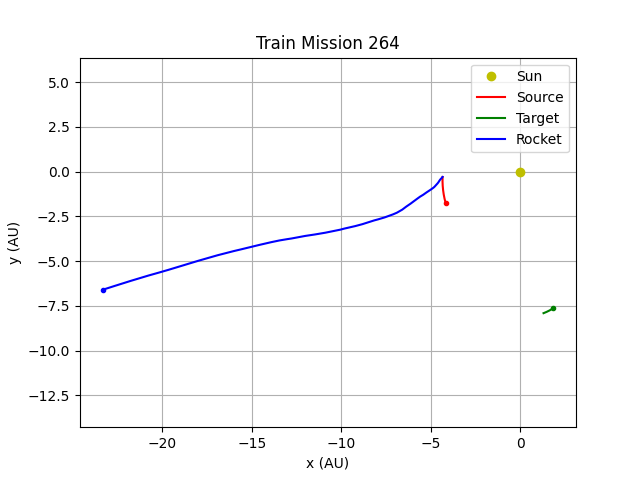 Train Mission 264
Sun
Source
Target
Rocket
5.0
2.5
0.0
−2.5
−5.0
−7.5
−10.0
−12.5
y (AU)
−20
−15
−10
−5
0
x (AU)